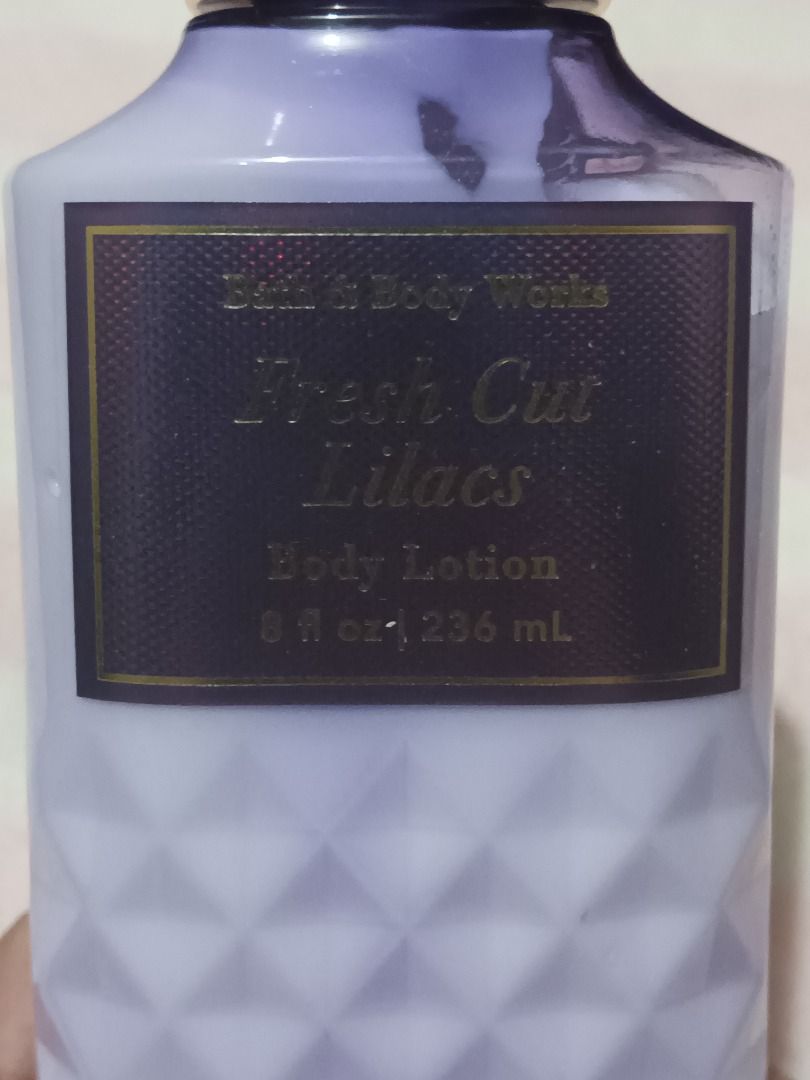 Bath & Body Works
Fresh Cut
Lilacs
Body Lotion
8 fl oz | 236 mL